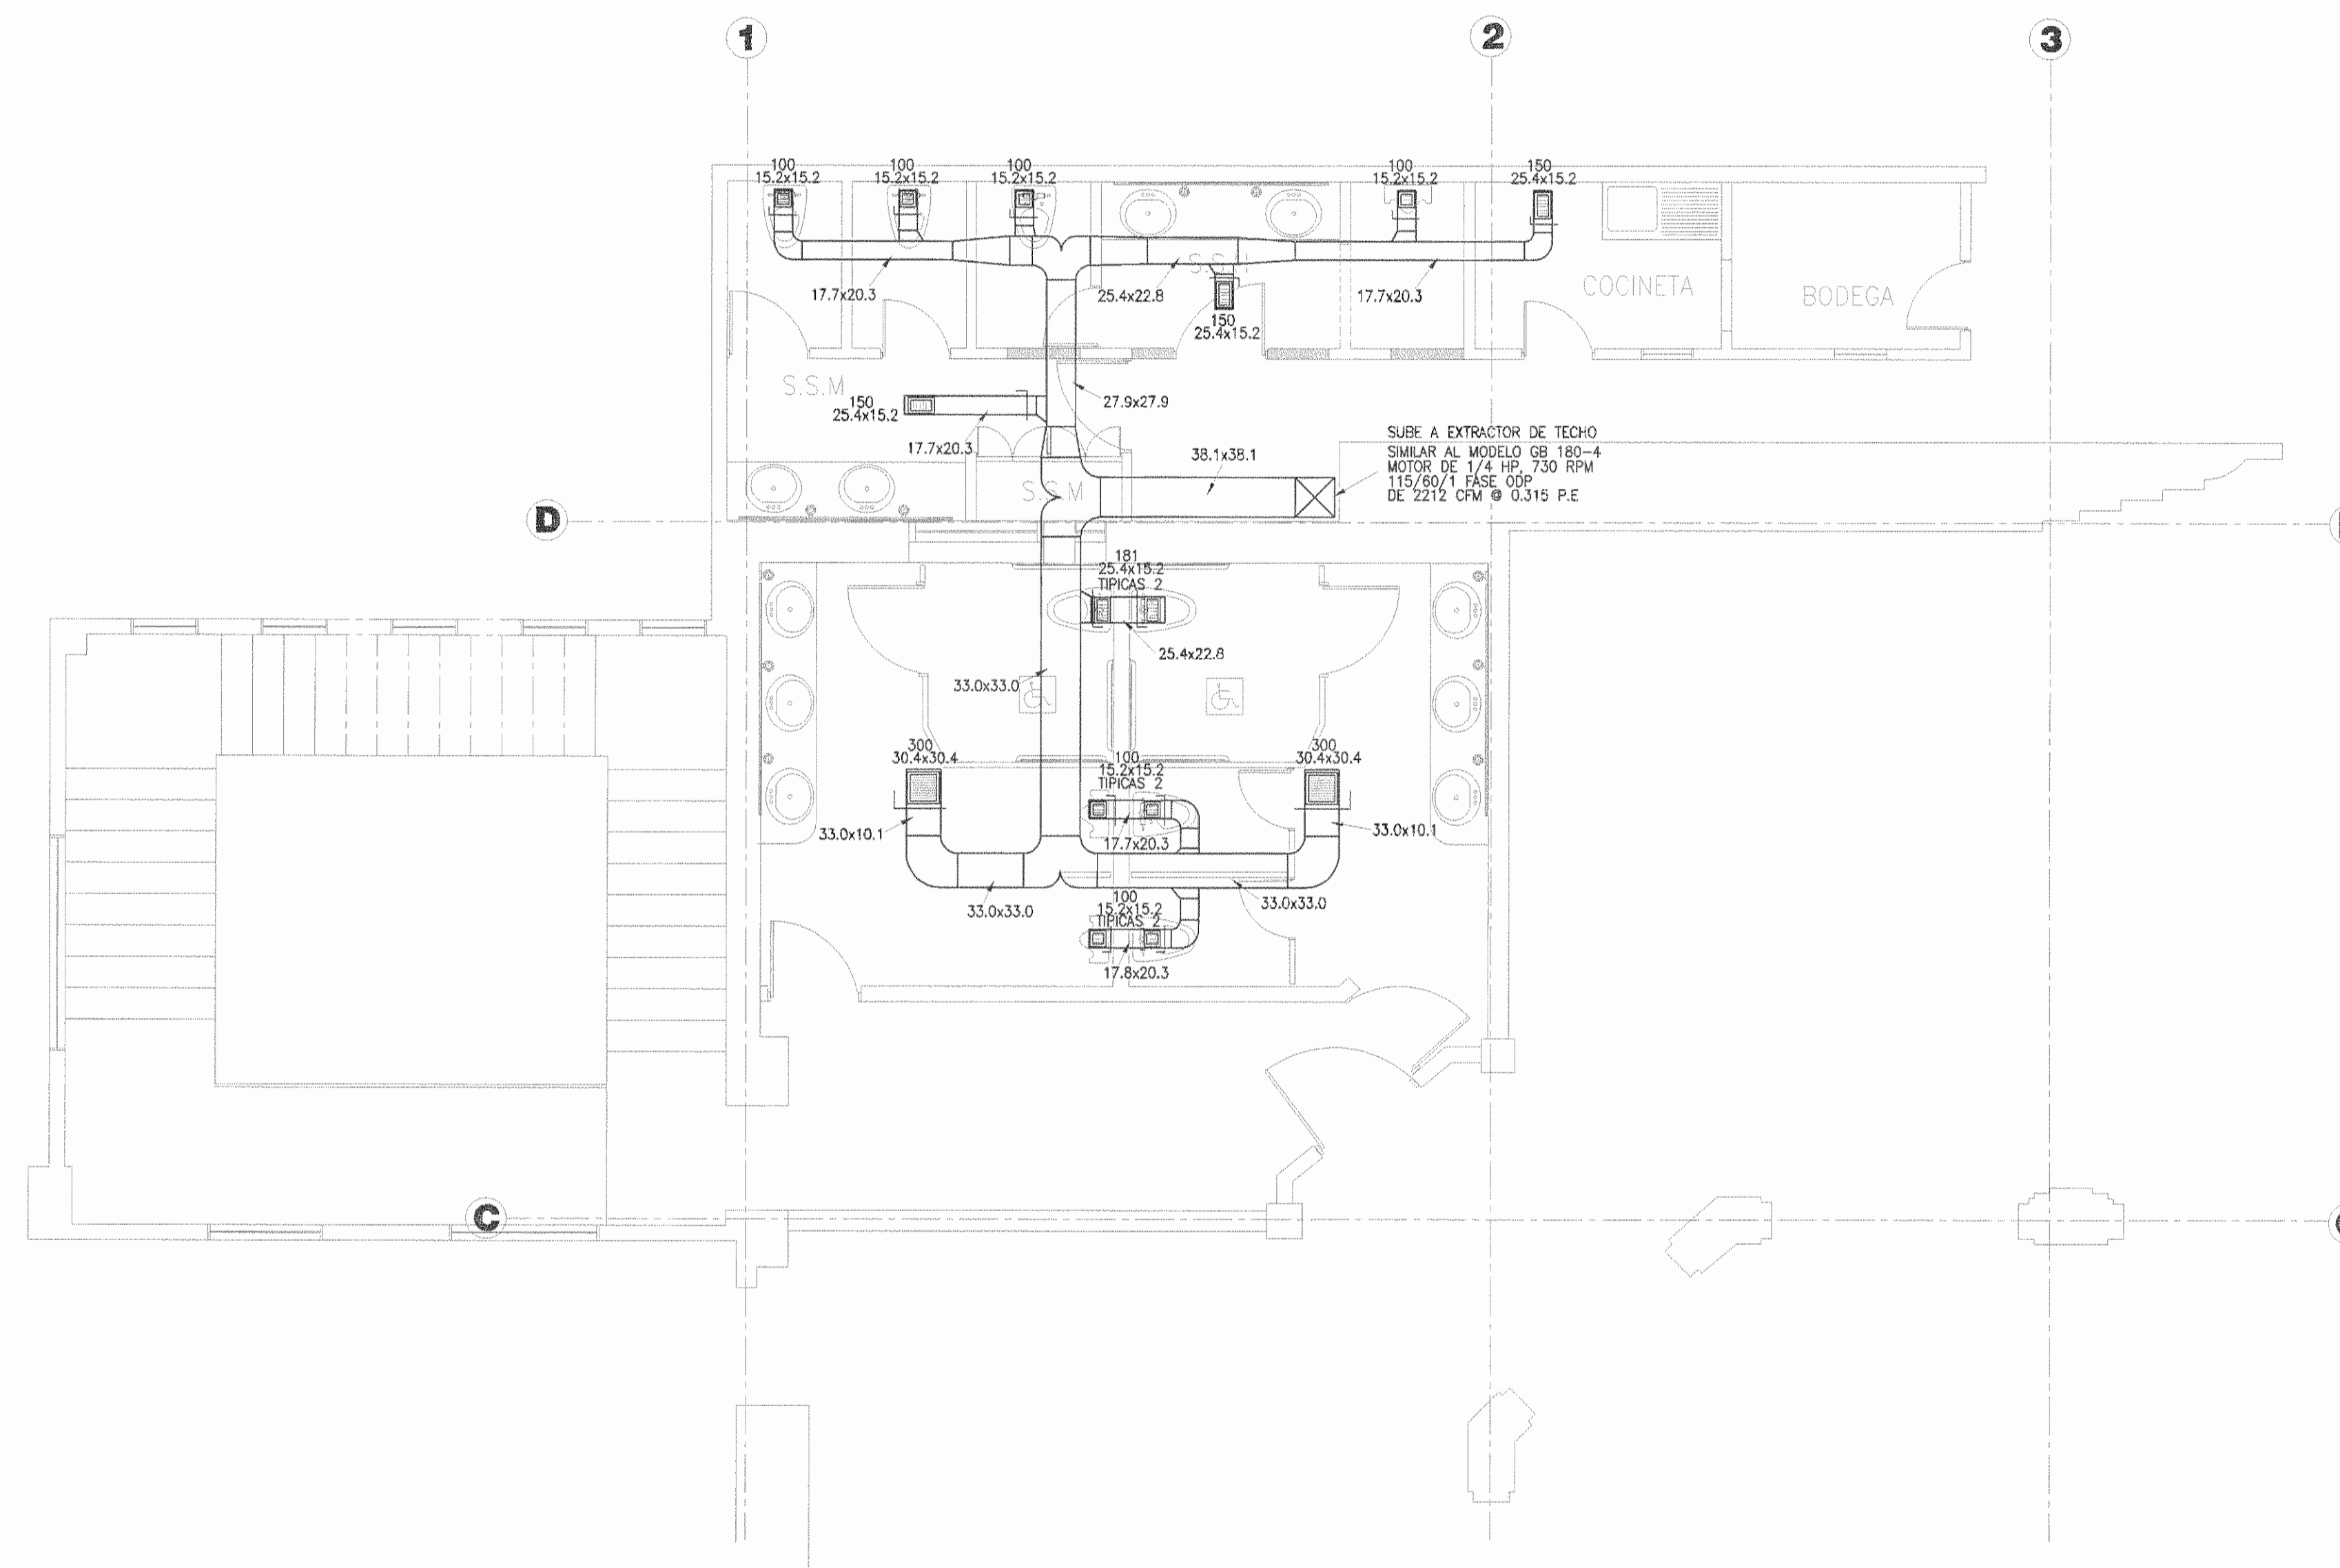 1
2
3
100
15.2x15.2
100
15.2x15.2
100
15.2x15.2
100
15.2x15.2
150
25.4x15.2
17.7x20.3
25.4x22.8
S.S.H
17.7x20.3
COCINETA
BODEGA
150
25.4x15.2
S.S.M
150
25.4x15.2
27.9x27.9
17.7x20.3
38.1x38.1
SUBE A EXTRACTOR DE TECHO
SIMILAR AL MODELO GB 180-4
MOTOR DE 1/4 HP, 730 RPM
115/60/1 FASE ODP
DE 2212 CFM @ 0.315 P.E
S.S.M
D
181
25.4x15.2
TIPICAS 2
25.4x22.8
33.0x33.0
300
30.4x30.4
100
15.2x15.2
TIPICAS 2
300
30.4x30.4
33.0x10.1
17.7x20.3
33.0x10.1
33.0x33.0
100
15.2x15.2
TIPICAS 2
33.0x33.0
17.8x20.3
C